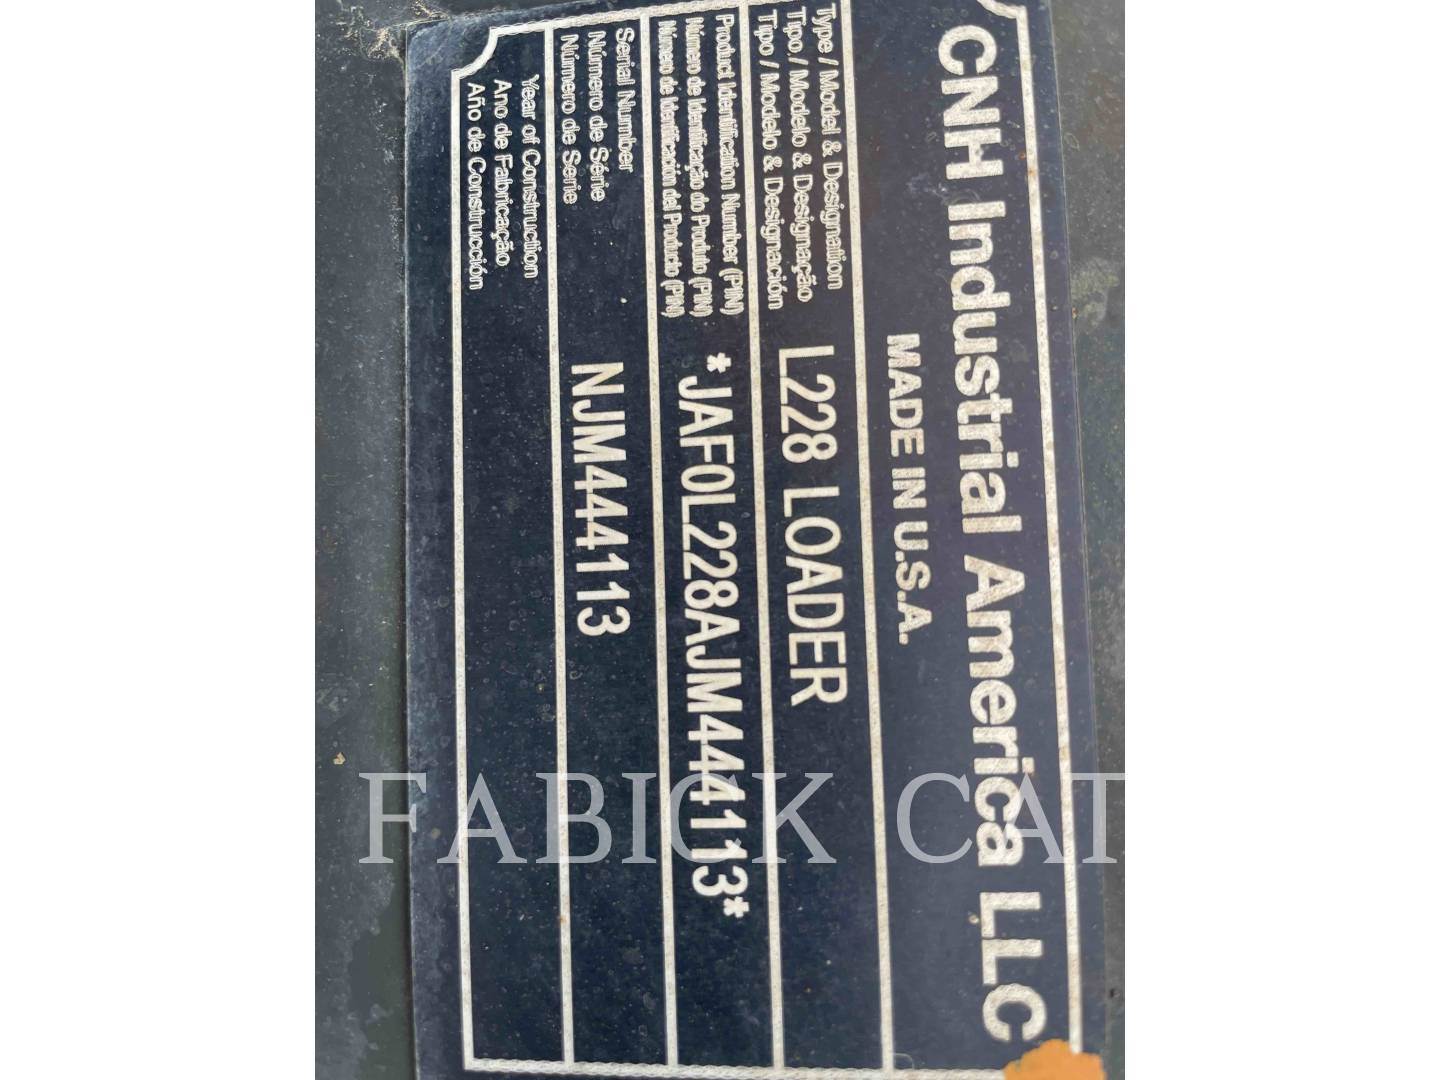 CNH Industrial America LLC
MADE IN U.S.A.
Type / Model & Designation
Tipo / Modelo & Designação
Tipo / Modelo & Designación
L228 LOADER
Product Identification Number (PIN)
Número de Identificação do Produto (PIN)
Número de Identificación del Producto (PIN)
*JAF0L228AJM444113*
Serial Number
Número de Série
Número de Serie
NJM444113
Year of Construction
Ano de Fabricação
Año de Construcción
FABICK CAT